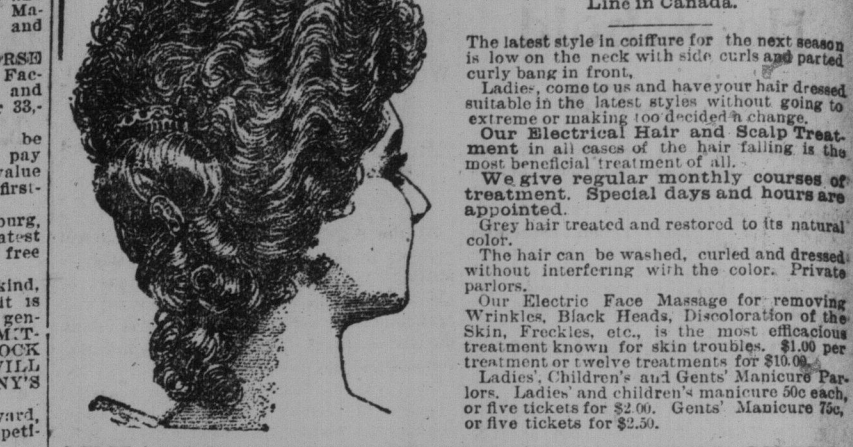 Ma-
and
RSE
Fac-
and
33,-
be
pay
value
first-
burg,
atest
free
kind,
it is
gen-
M:T-
OCK
WILL
NY'S
yard,
peti-
Line in Canada.
The latest style in coiffure for the next season
is low on the neck with side curls and parted
curly bang in front,
Ladies, come to us and have your hair dressed
suitable in the latest styles without going to
extreme or making too decided a change.
Our Electrical Hair and Scalp Treat-
ment in all cases of the hair falling is the
most beneficial treatment of all.
We give regular monthly courses of
treatment. Special days and hours are
appointed.
Grey hair treated and restored to its natural
color.
The hair can be washed, curled and dressed
without interfering with the color. Private
parlors.
Our Electric Face Massage for removing
Wrinkles, Black Heads, Discoloration of the
Skin, Freckles, etc., is the most efficacious
treatment known for skin troubles. $1.00 per
treatment or twelve treatments for $10.00.
Ladies', Children's and Gents' Manicure Par-
lors. Ladies' and children's manicure 50c each,
or five tickets for $2.00. Gents' Manicure 75c,
or five tickets for $2.50.